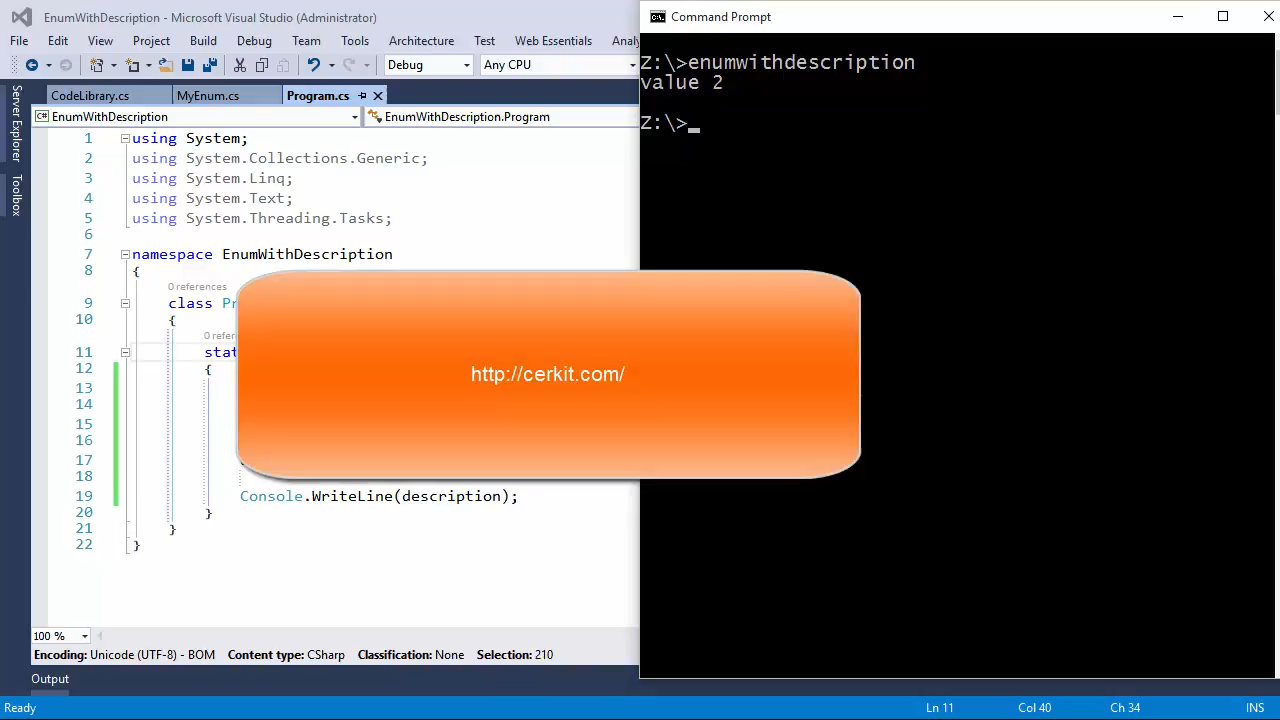 EnumWithDescription - Microsoft Visual Studio (Administrator)
File Edit View Project Build Debug Team Tools Architecture Test Web Essentials Analy
Debug Any CPU
Server Explorer
Toolbox
CodeLibrary.cs MyEnum.cs Program.cs
C# EnumWithDescription EnumWithDescription.Program
1 using System;
2 using System.Collections.Generic;
3 using System.Linq;
4 using System.Text;
5 using System.Threading.Tasks;
6
7 namespace EnumWithDescription
8 {
0 references
9 class Pr
10 {
0 refer
11 stat
12 {
13
14
15
16
17
18
19 Console.WriteLine(description);
20 }
21 }
22 }
http://cerkit.com/
100 %
Encoding: Unicode (UTF-8) - BOM Content type: CSharp Classification: None Selection: 210
Output
Ready Ln 11 Col 40 Ch 34 INS
Command Prompt
Z:\>enumwithdescription
value 2
Z:\>_